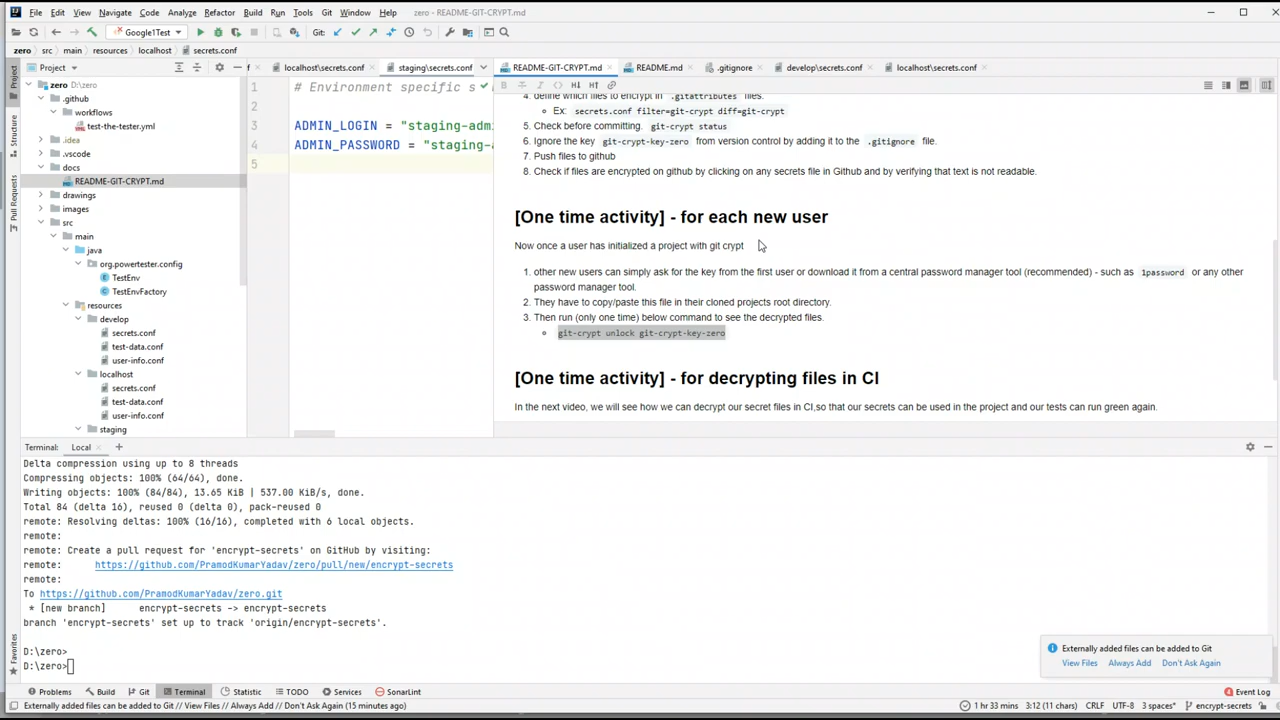 File Edit View Navigate Code Analyze Refactor Build Run Tools Git Window Help zero - README-GIT-CRYPT.md
Google1Test Git:
zero src main resources localhost secrets.conf
Project localhost\secrets.conf staging\secrets.conf README-GIT-CRYPT.md README.md .gitignore develop\secrets.conf localhost\secrets.conf
Project
Structure
Pull Requests
Favorites
zero D:\zero
.github
workflows
test-the-tester.yml
.idea
.vscode
docs
README-GIT-CRYPT.md
drawings
images
src
main
java
org.powertester.config
TestEnv
TestEnvFactory
resources
develop
secrets.conf
test-data.conf
user-info.conf
localhost
secrets.conf
test-data.conf
user-info.conf
staging
1 # Environment specific s
2
3 ADMIN_LOGIN = "staging-admi
4 ADMIN_PASSWORD = "staging-a
5
4. define which files to encrypt in .gitattributes files.
Ex: secrets.conf filter=git-crypt diff=git-crypt
5. Check before committing. git-crypt status
6. Ignore the key git-crypt-key-zero from version control by adding it to the .gitignore file.
7. Push files to github
8. Check if files are encrypted on github by clicking on any secrets file in Github and by verifying that text is not readable.
[One time activity] - for each new user
Now once a user has initialized a project with git crypt
1. other new users can simply ask for the key from the first user or download it from a central password manager tool (recommended) - such as 1password or any other
password manager tool.
2. They have to copy/paste this file in their cloned projects root directory.
3. Then run (only one time) below command to see the decrypted files.
git-crypt unlock git-crypt-key-zero
[One time activity] - for decrypting files in CI
In the next video, we will see how we can decrypt our secret files in CI,so that our secrets can be used in the project and our tests can run green again.
Terminal: Local
Delta compression using up to 8 threads
Compressing objects: 100% (64/64), done.
Writing objects: 100% (84/84), 13.65 KiB | 537.00 KiB/s, done.
Total 84 (delta 16), reused 0 (delta 0), pack-reused 0
remote: Resolving deltas: 100% (16/16), completed with 6 local objects.
remote:
remote: Create a pull request for 'encrypt-secrets' on GitHub by visiting:
remote: https://github.com/PramodKumarYadav/zero/pull/new/encrypt-secrets
remote:
To https://github.com/PramodKumarYadav/zero.git
* [new branch] encrypt-secrets -> encrypt-secrets
branch 'encrypt-secrets' set up to track 'origin/encrypt-secrets'.
D:\zero>
D:\zero>
Externally added files can be added to Git
View Files Always Add Don't Ask Again
Problems Build Git Terminal Statistic TODO Services SonarLint Event Log
Externally added files can be added to Git // View Files // Always Add // Don't Ask Again (15 minutes ago) 1 hr 33 mins 3:12 (11 chars) CRLF UTF-8 3 spaces* encrypt-secrets